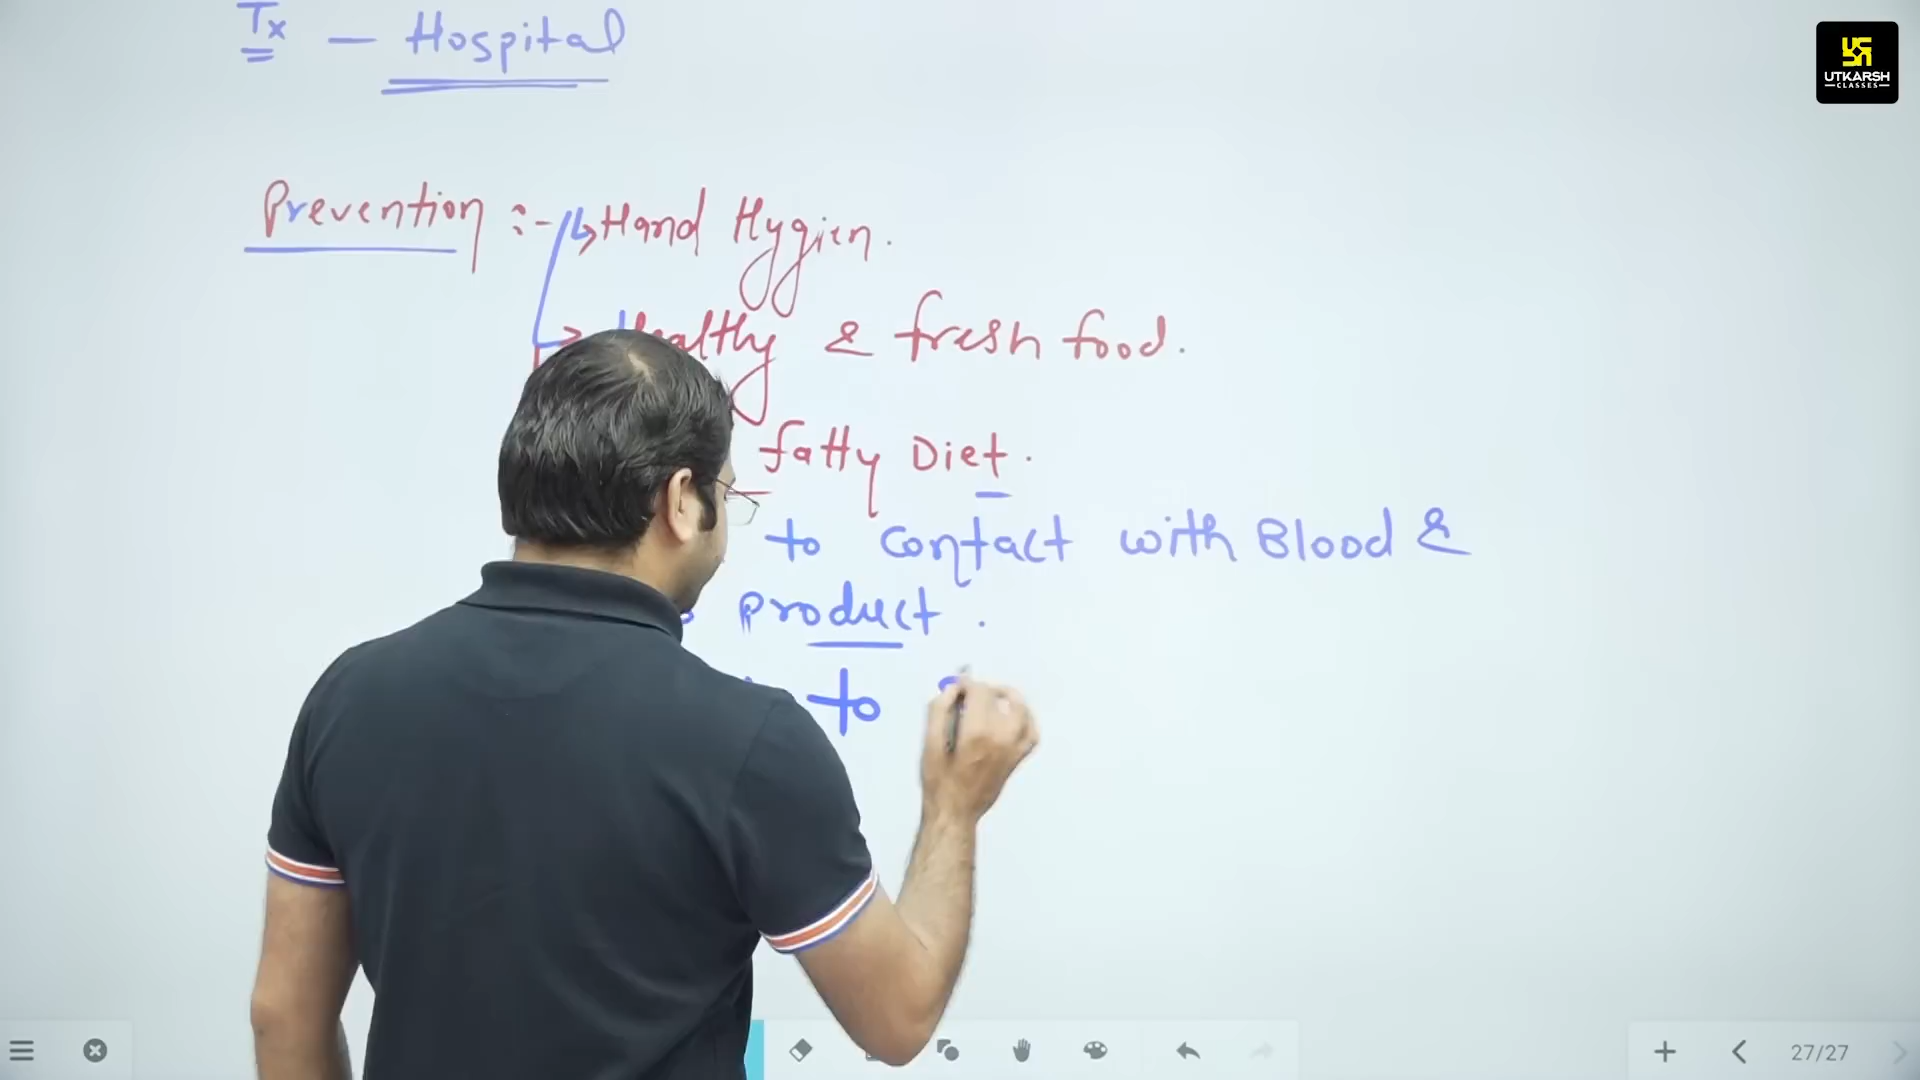 Tx - Hospital
UTKARSH
CLASSES
Prevention :- Hand Hygien.
Healthy & fresh food.
fatty Diet.
to contact with Blood &
product.
to
27/27